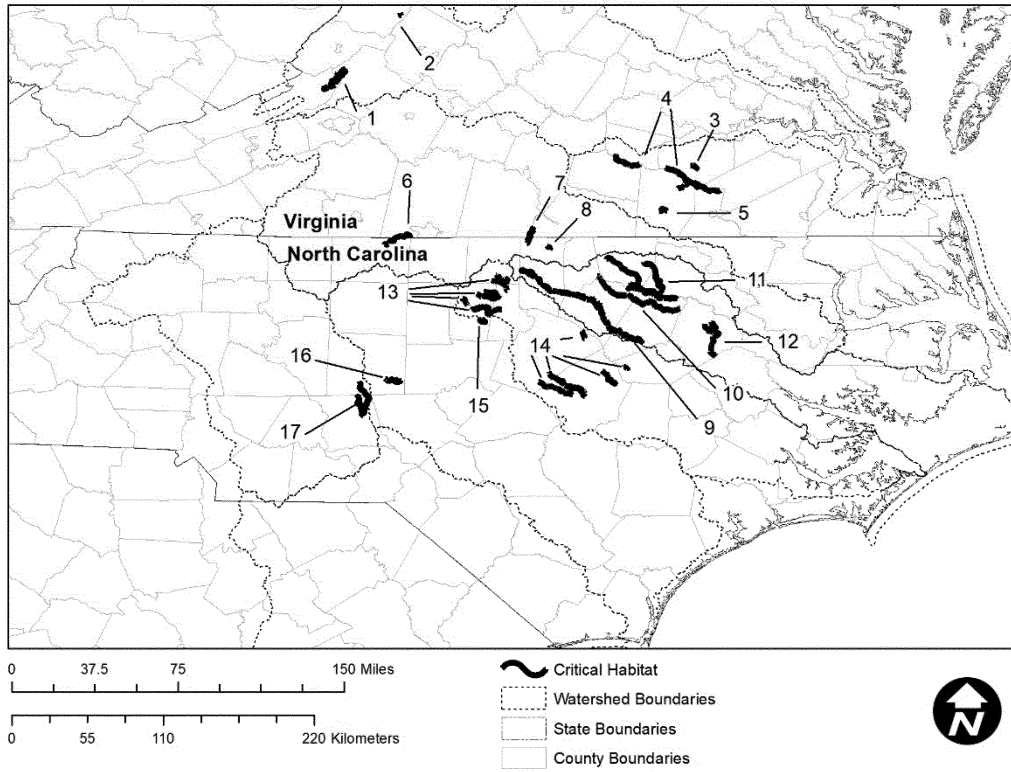 2
1
4
3
6
7
8
5
Virginia
North Carolina
13
11
12
16
14
15
10
17
9
0 37.5 75 150 Miles
0 55 110 220 Kilometers
Critical Habitat
Watershed Boundaries
State Boundaries
County Boundaries
N